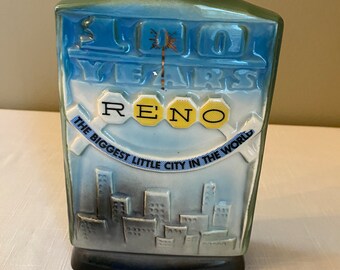 100
YEARS
RENO
THE BIGGEST LITTLE CITY IN THE WORLD